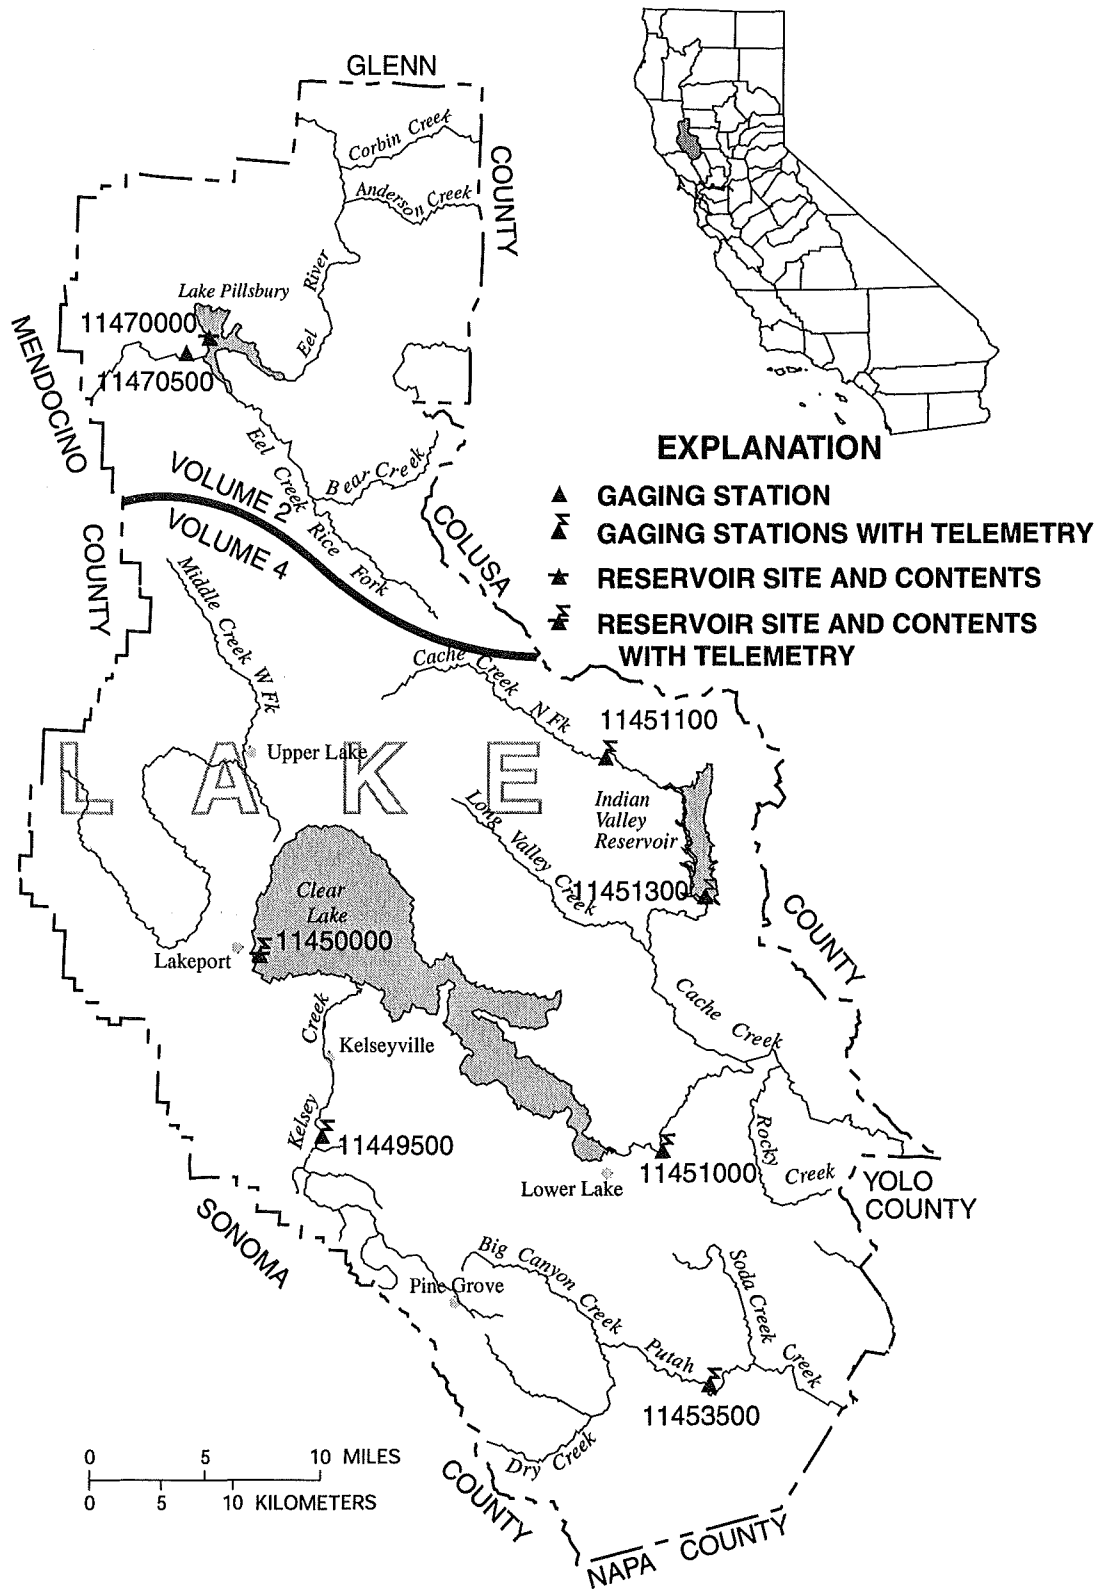 GLENN
COUNTY
Corbin Creek
Anderson Creek
Eel River
Lake Pillsbury
11470000
11470500
MENDOCINO
COUNTY
Eel Creek Rice Fork
Bear Creek
VOLUME 2
VOLUME 4
COLUSA
COUNTY
EXPLANATION
GAGING STATION
GAGING STATIONS WITH TELEMETRY
RESERVOIR SITE AND CONTENTS
RESERVOIR SITE AND CONTENTS
WITH TELEMETRY
Middle Creek W Fk
Cache Creek N Fk
11451100
Upper Lake
LAKE
Indian
Valley
Reservoir
Long Valley Creek
11451300
Clear
Lake
11450000
Lakeport
Cache Creek
Kelsey Creek
Kelseyville
11449500
11451000
Lower Lake
Rocky Creek
YOLO
COUNTY
SONOMA
COUNTY
Big Canyon Creek
Pine Grove
Soda Creek
Putah Creek
11453500
Dry Creek
0 5 10 MILES
0 5 10 KILOMETERS
NAPA COUNTY